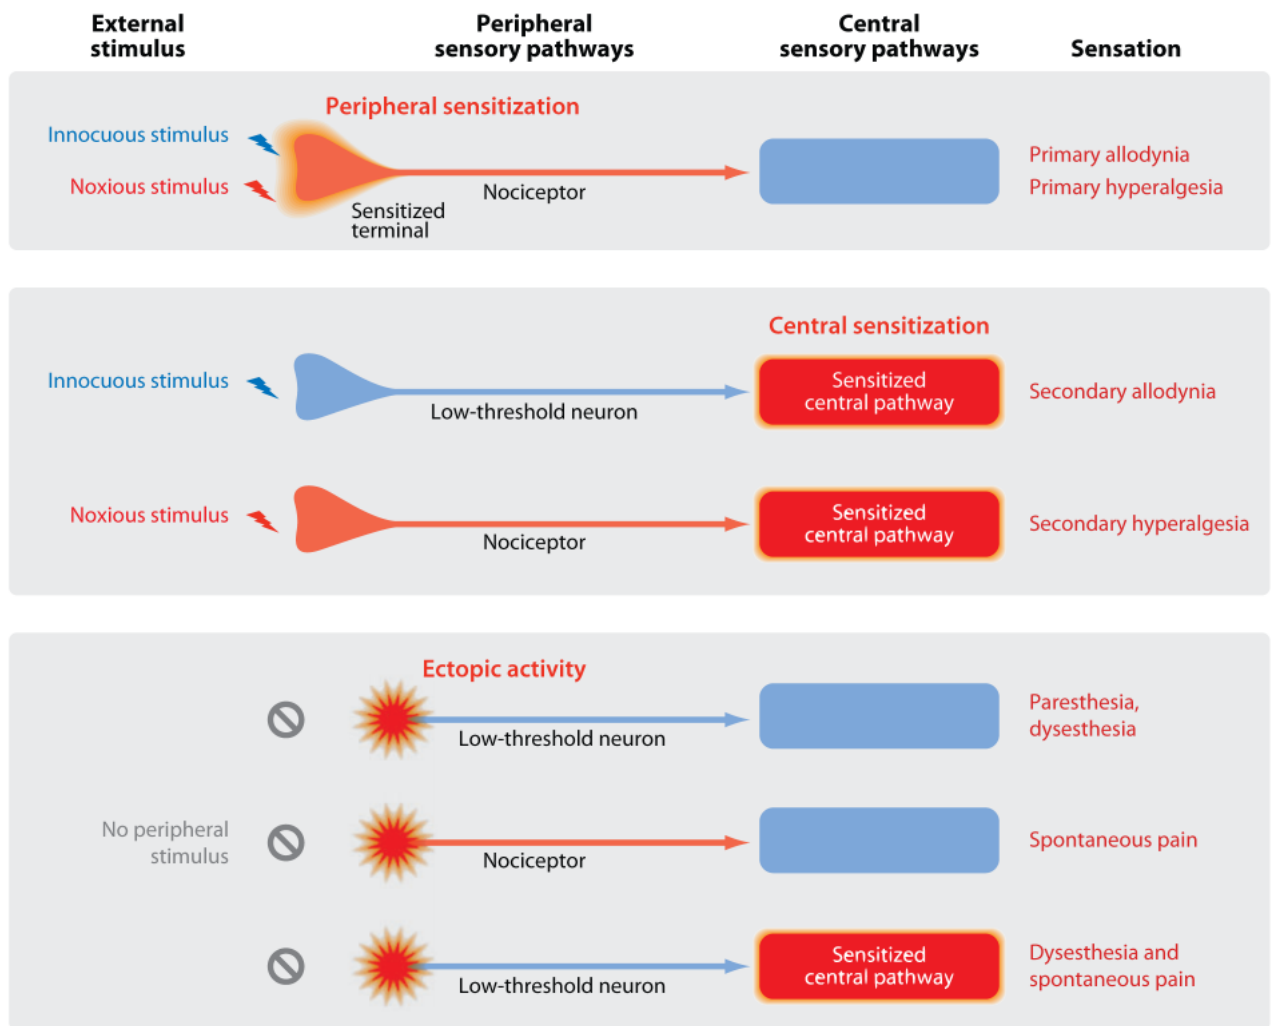 External
stimulus
Peripheral
sensory pathways
Central
sensory pathways
Sensation
Peripheral sensitization
Innocuous stimulus
Noxious stimulus
Sensitized
terminal
Nociceptor
Primary allodynia
Primary hyperalgesia
Central sensitization
Innocuous stimulus
Low-threshold neuron
Sensitized
central pathway
Secondary allodynia
Noxious stimulus
Nociceptor
Sensitized
central pathway
Secondary hyperalgesia
Ectopic activity
Low-threshold neuron
Paresthesia,
dysesthesia
No peripheral
stimulus
Nociceptor
Spontaneous pain
Low-threshold neuron
Sensitized
central pathway
Dysesthesia and
spontaneous pain